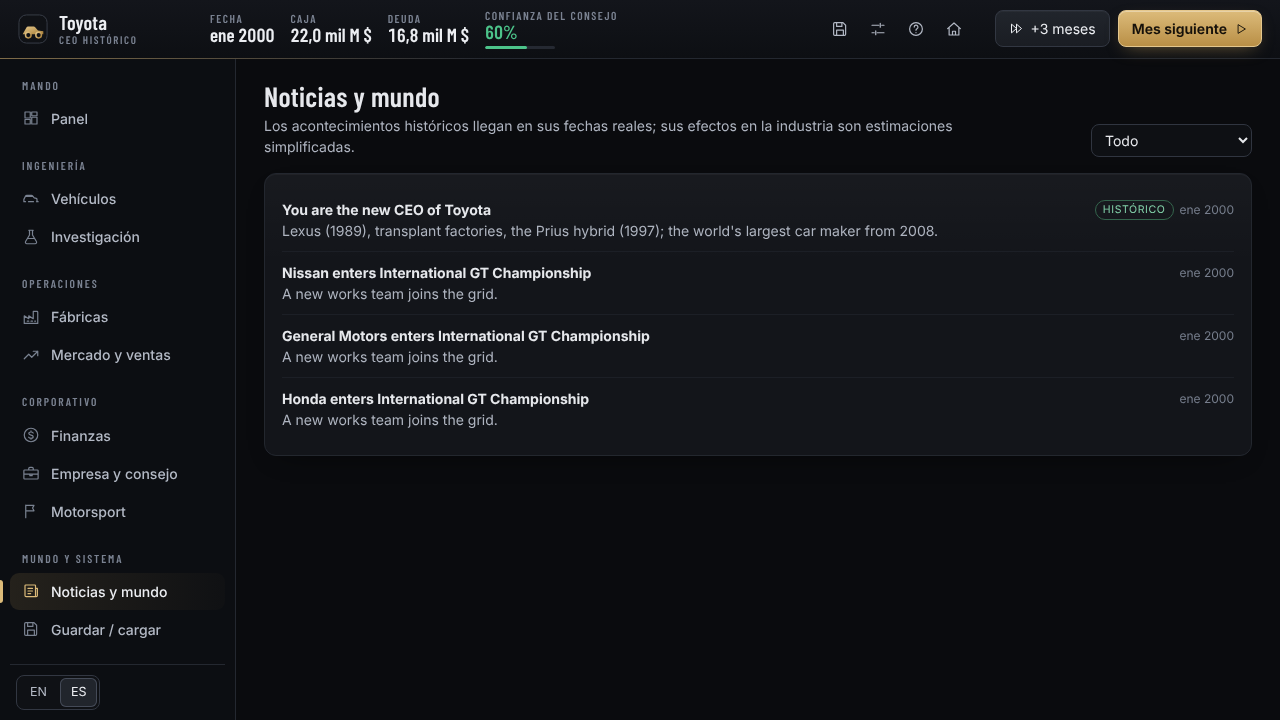 Toyota
CEO HISTÓRICO
FECHA
ene 2000
CAJA
22,0 mil M $
DEUDA
16,8 mil M $
CONFIANZA DEL CONSEJO
60%
+3 meses
Mes siguiente
MANDO
Panel
INGENIERÍA
Vehículos
Investigación
OPERACIONES
Fábricas
Mercado y ventas
CORPORATIVO
Finanzas
Empresa y consejo
Motorsport
MUNDO Y SISTEMA
Noticias y mundo
Guardar / cargar
EN ES
Noticias y mundo
Los acontecimientos históricos llegan en sus fechas reales; sus efectos en la industria son estimaciones
simplificadas.
Todo
You are the new CEO of Toyota
HISTÓRICO ene 2000
Lexus (1989), transplant factories, the Prius hybrid (1997); the world's largest car maker from 2008.
Nissan enters International GT Championship
ene 2000
A new works team joins the grid.
General Motors enters International GT Championship
ene 2000
A new works team joins the grid.
Honda enters International GT Championship
ene 2000
A new works team joins the grid.